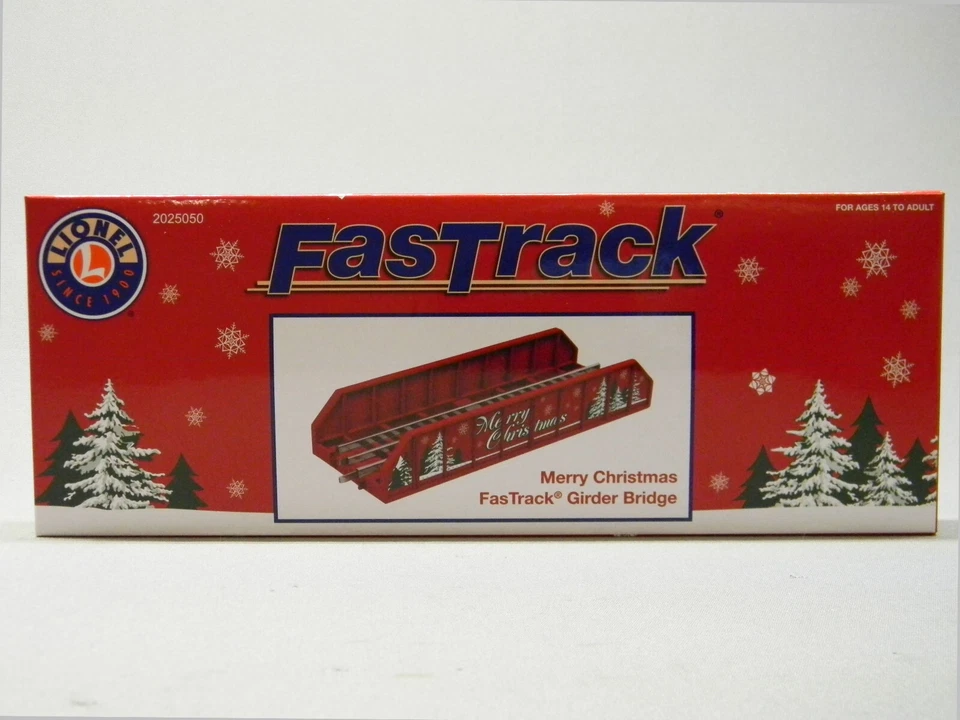 LIONEL
L
SINCE 1900
®
2025050
FasTrack®
FOR AGES 14 TO ADULT
Merry
Christmas
Merry Christmas
FasTrack® Girder Bridge